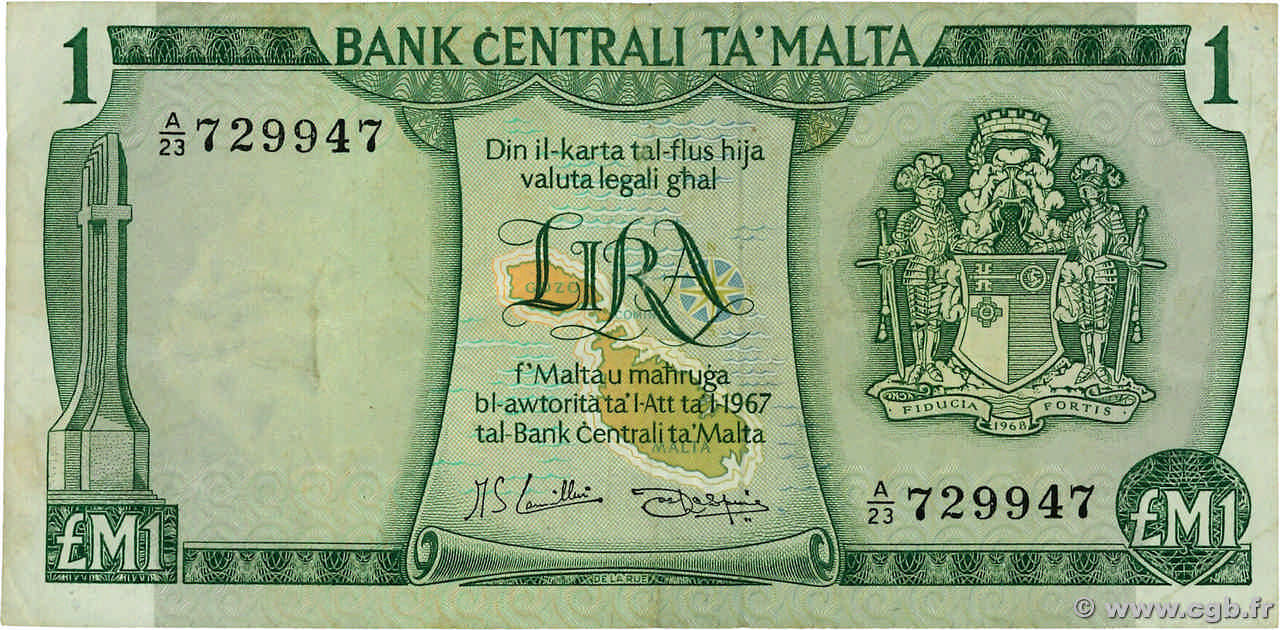 1 BANK ĊENTRALI TA' MALTA 1
A/23 729947
Din il-karta tal-flus hija
valuta legali għal
LIRA
GOZO
COMINO
f'Malta u maħruġa
bl-awtorita ta' l-Att ta l-1967
tal-Bank Ċentrali ta' Malta
MALTA
FIDUCIA FORTIS
1968
A/23 729947
£M1
£M1
DE LA RUE
© www.cgb.fr